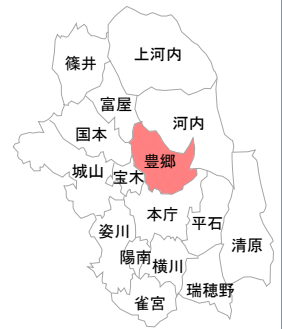 上河内
篠井
富屋
河内
国本
豊郷
城山
宝木
本庁
平石
姿川
清原
陽南
横川
瑞穂野
雀宮